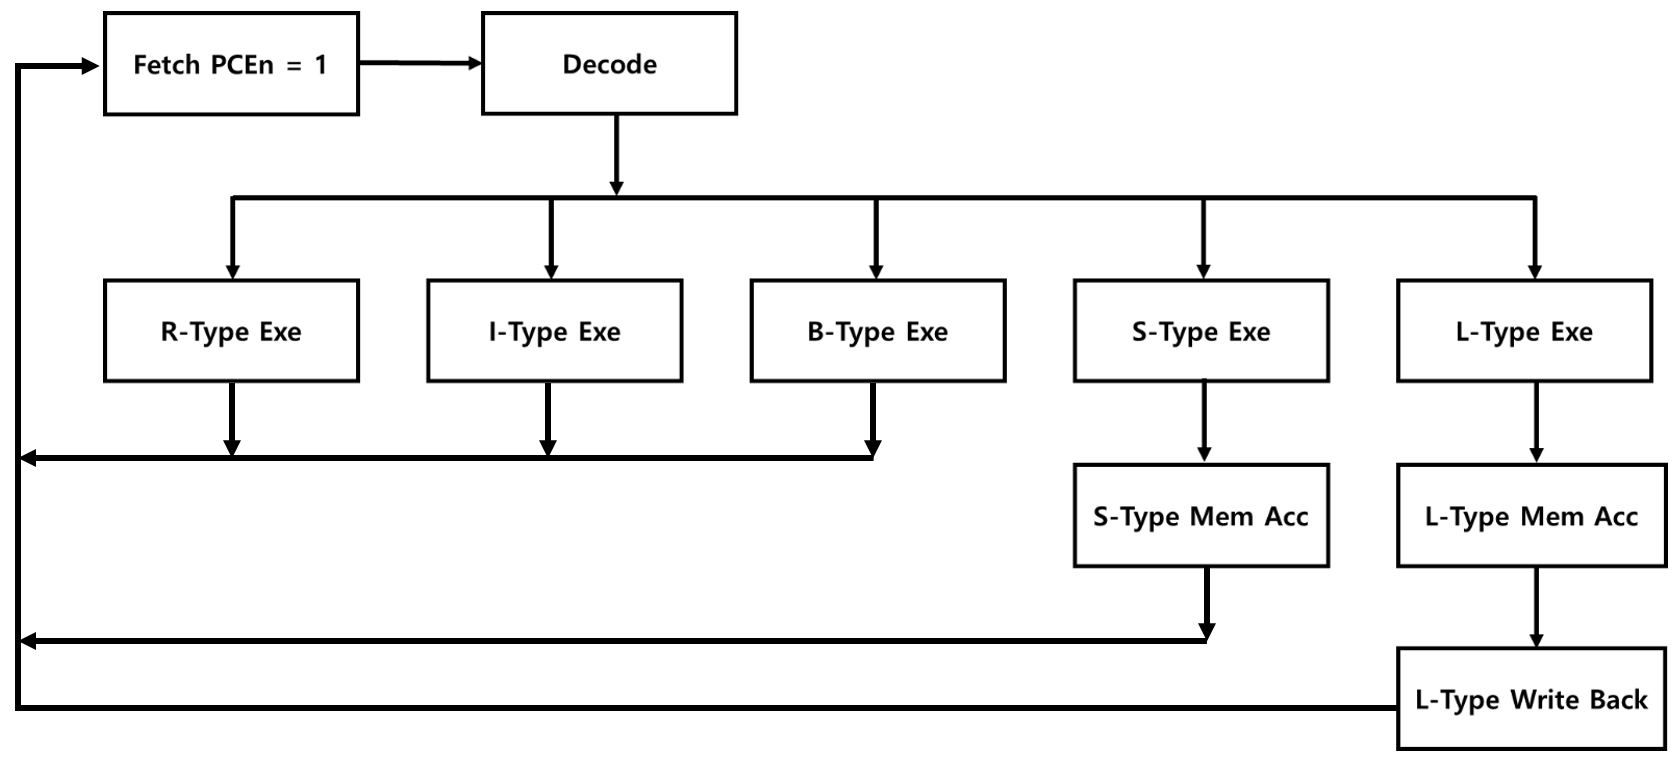 Fetch PCEn = 1
Decode
R-Type Exe
I-Type Exe
B-Type Exe
S-Type Exe
L-Type Exe
S-Type Mem Acc
L-Type Mem Acc
L-Type Write Back